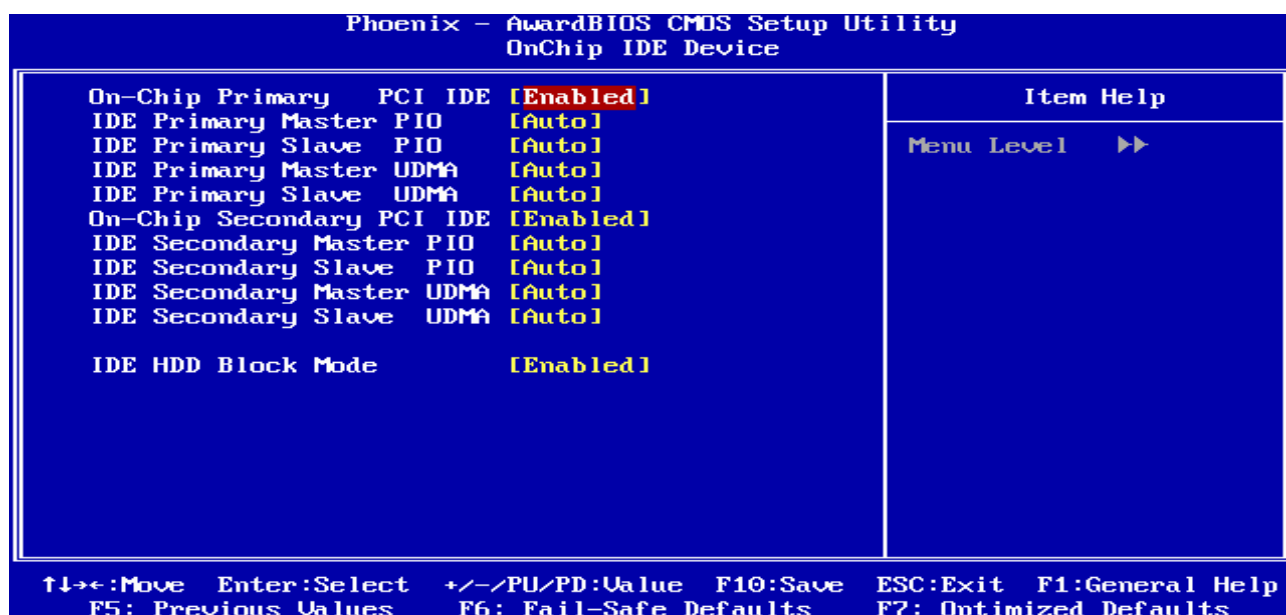 Phoenix - AwardBIOS CMOS Setup Utility
OnChip IDE Device
On-Chip Primary PCI IDE [Enabled]
IDE Primary Master PIO [Auto]
IDE Primary Slave PIO [Auto]
IDE Primary Master UDMA [Auto]
IDE Primary Slave UDMA [Auto]
On-Chip Secondary PCI IDE [Enabled]
IDE Secondary Master PIO [Auto]
IDE Secondary Slave PIO [Auto]
IDE Secondary Master UDMA [Auto]
IDE Secondary Slave UDMA [Auto]
IDE HDD Block Mode [Enabled]
Item Help
Menu Level ▶▶
↑↓→←:Move Enter:Select +/-/PU/PD:Value F10:Save ESC:Exit F1:General Help
F5: Previous Values F6: Fail-Safe Defaults F7: Optimized Defaults